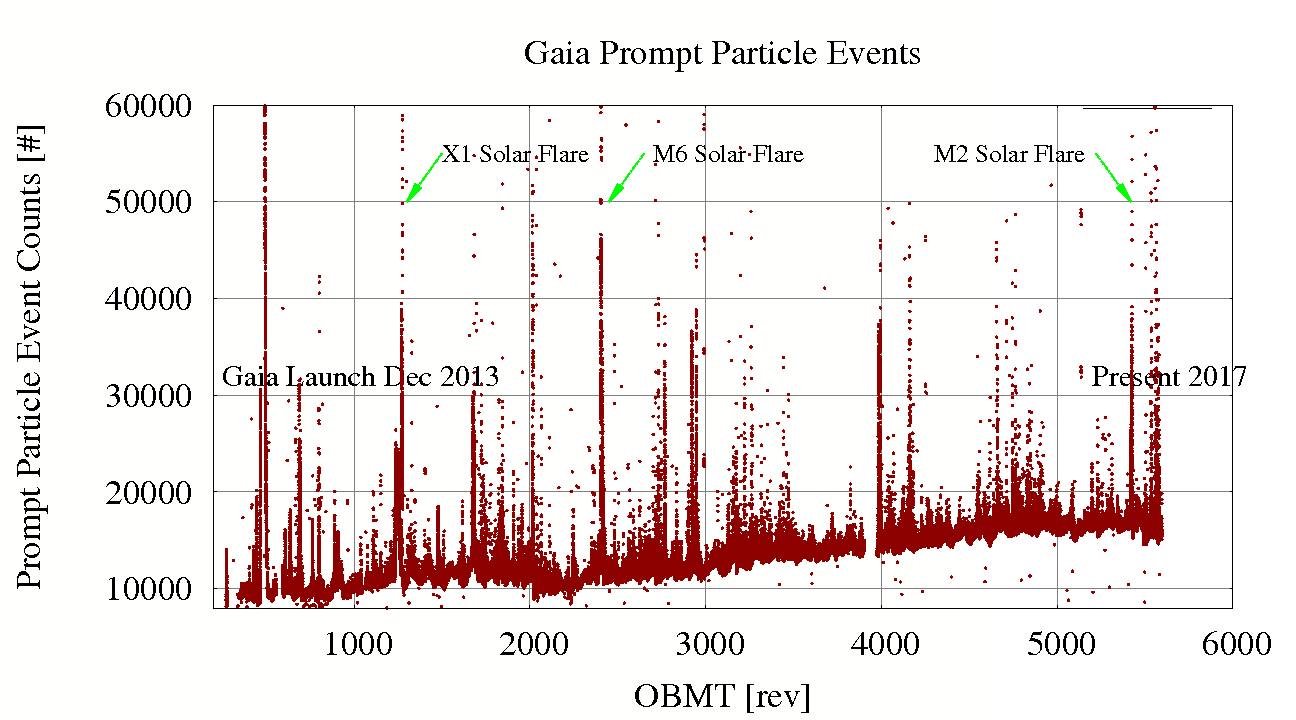 Gaia Prompt Particle Events
Prompt Particle Event Counts [#]
60000
50000
40000
30000
20000
10000
X1 Solar Flare
M6 Solar Flare
M2 Solar Flare
Gaia Launch Dec 2013
Present 2017
1000
2000
3000
4000
5000
6000
OBMT [rev]